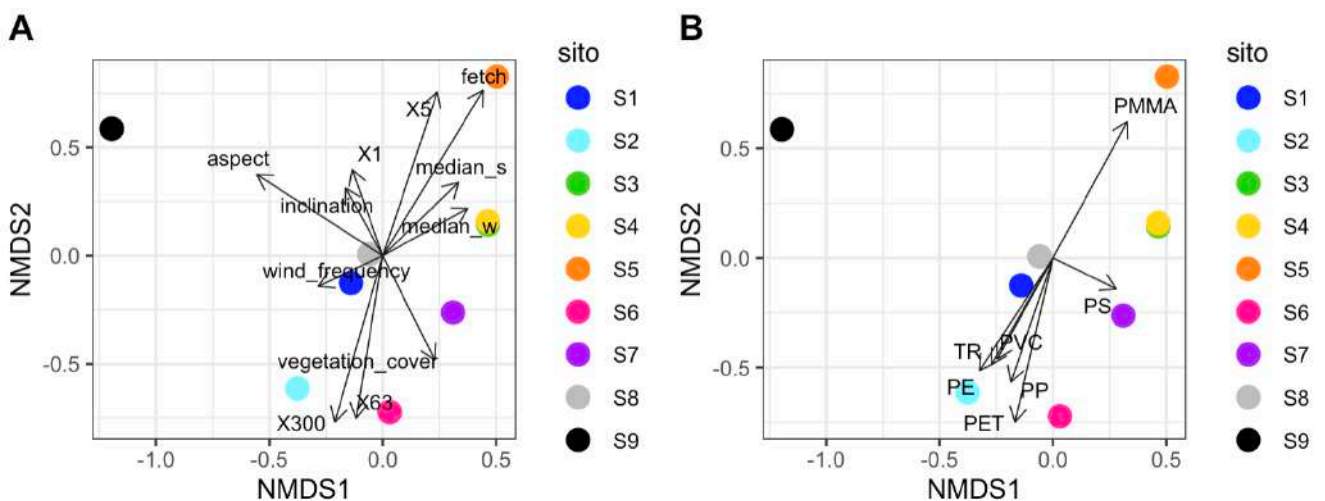 A
B
sito
S1
S2
S3
S4
S5
S6
S7
S8
S9
fetch
X5
X1
aspect
median_s
inclination
median_w
wind_frequency
vegetation_cover
X63
X300
NMDS2
0.5
0.0
-0.5
-1.0
-0.5
0.0
0.5
NMDS1
sito
S1
S2
S3
S4
S5
S6
S7
S8
S9
PMMA
PS
TR
PVC
PE
PP
PET
NMDS2
0.5
0.0
-0.5
-1.0
-0.5
0.0
0.5
NMDS1